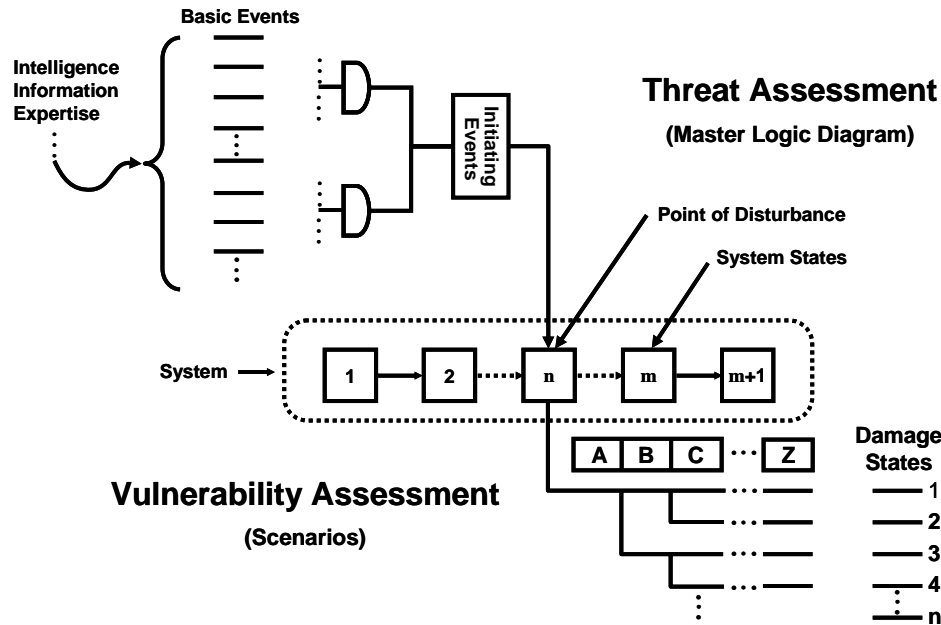 Basic Events
Intelligence
Information
Expertise
Initiating
Events
Threat Assessment
(Master Logic Diagram)
Point of Disturbance
System States
System
1
2
n
m
m+1
A
B
C
Z
Damage
States
Vulnerability Assessment
(Scenarios)
1
2
3
4
n